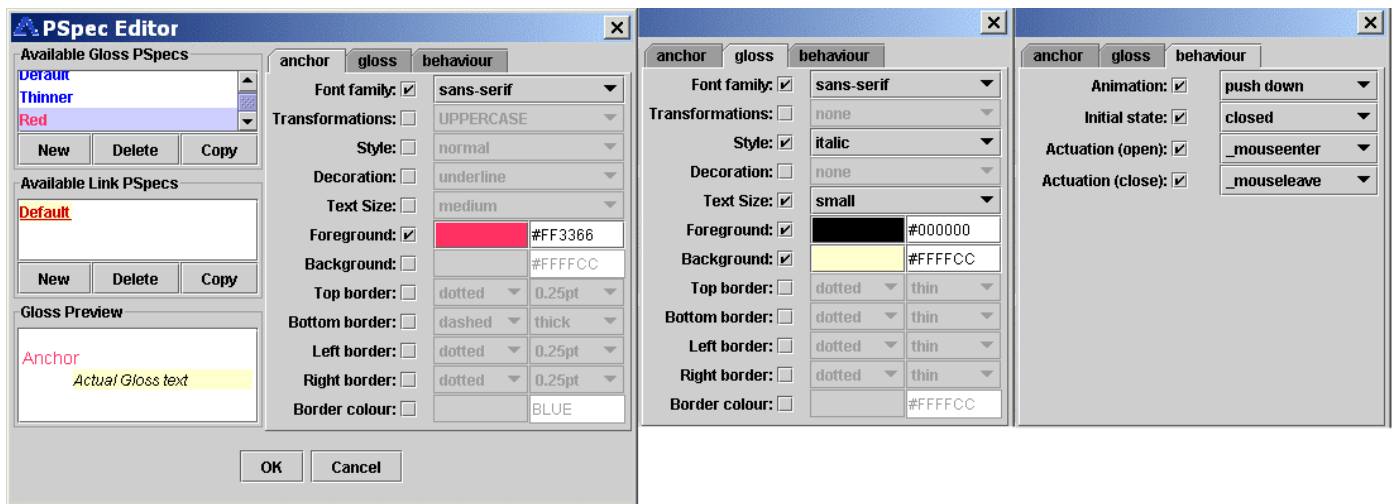 PSpec Editor
Available Gloss PSpecs
Default
Thinner
Red
New Delete Copy
Available Link PSpecs
Default
New Delete Copy
Gloss Preview
Anchor
Actual Gloss text
anchor gloss behaviour
Font family: sans-serif
Transformations: UPPERCASE
Style: normal
Decoration: underline
Text Size: medium
Foreground: #FF3366
Background: #FFFFCC
Top border: dotted 0.25pt
Bottom border: dashed thick
Left border: dotted 0.25pt
Right border: dotted 0.25pt
Border colour: BLUE
OK Cancel
anchor gloss behaviour
Font family: sans-serif
Transformations: none
Style: italic
Decoration: none
Text Size: small
Foreground: #000000
Background: #FFFFCC
Top border: dotted thin
Bottom border: dotted thin
Left border: dotted thin
Right border: dotted thin
Border colour: #FFFFCC
anchor gloss behaviour
Animation: push down
Initial state: closed
Actuation (open): _mouseenter
Actuation (close): _mouseleave